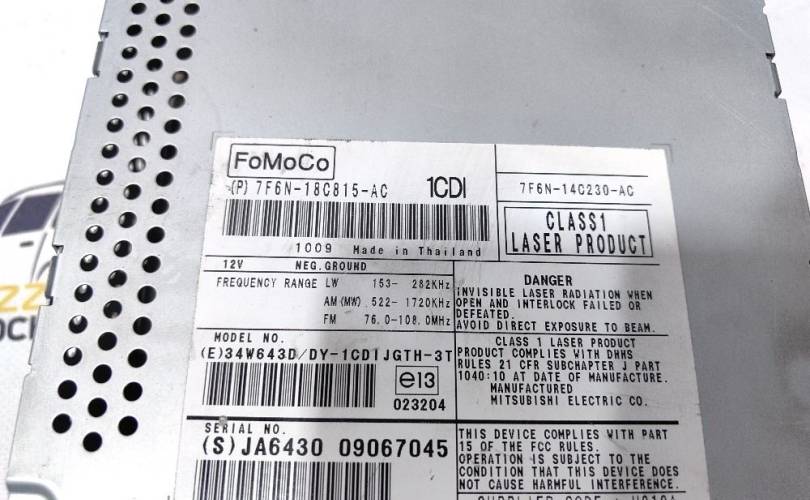 FoMoCo
(P) 7F6N-18C815-AC 1CDI
7F6N-14C230-AC
CLASS1
LASER PRODUCT
1009 Made in Thailand
12V NEG.GROUND
FREQUENCY RANGE LW 153- 282KHz
AM(MW) 522- 1720KHz
FM 76.0-108.0MHz
DANGER
INVISIBLE LASER RADIATION WHEN
OPEN AND INTERLOCK FAILED OR
DEFEATED.
AVOID DIRECT EXPOSURE TO BEAM.
MODEL NO.
(E)34W643D/DY-1CD1JGTH-3T
e13
023204
CLASS 1 LASER PRODUCT
PRODUCT COMPLIES WITH DHHS
RULES 21 CFR SUBCHAPTER J PART
1040:10 AT DATE OF MANUFACTURE.
MANUFACTURED
MITSUBISHI ELECTRIC CO.
SERIAL NO.
(S)JA6430 09067045
THIS DEVICE COMPLIES WITH PART
15 OF THE FCC RULES.
OPERATION IS SUBJECT TO THE
CONDITION THAT THIS DEVICE DOES
NOT CAUSE HARMFUL INTERFERENCE.